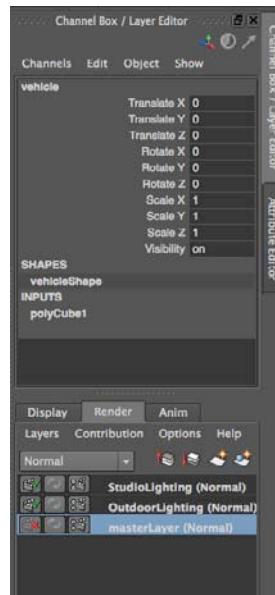 Channel Box / Layer Editor
Channels Edit Object Show
vehicle
Translate X 0
Translate Y 0
Translate Z 0
Rotate X 0
Rotate Y 0
Rotate Z 0
Scale X 1
Scale Y 1
Scale Z 1
Visibility on
SHAPES
vehicleShape
INPUTS
polyCube1
Channel Box / Layer Editor
Attribute Editor
Display Render Anim
Layers Contribution Options Help
Normal
StudioLighting (Normal)
OutdoorLighting (Normal)
masterLayer (Normal)